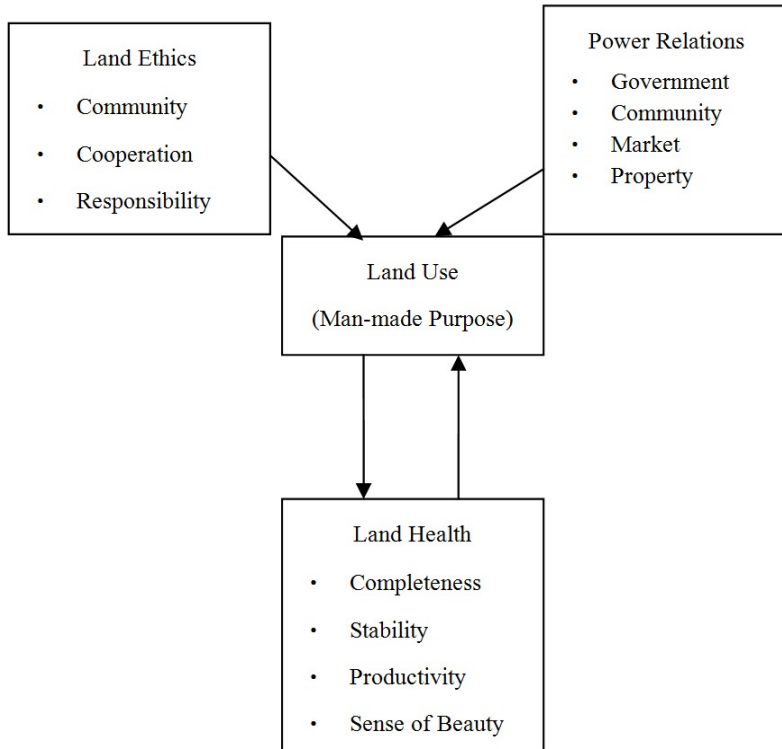 Land Ethics
• Community
• Cooperation
• Responsibility
Power Relations
• Government
• Community
• Market
• Property
Land Use
(Man-made Purpose)
Land Health
• Completeness
• Stability
• Productivity
• Sense of Beauty